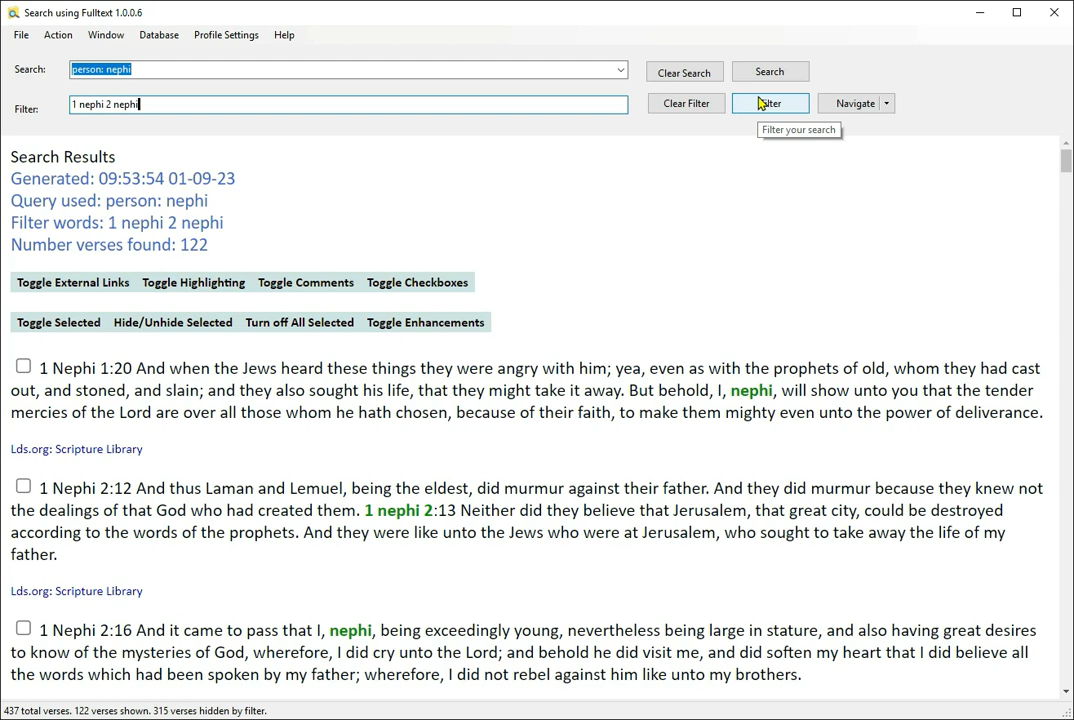 Search using Fulltext 1.0.0.6
File Action Window Database Profile Settings Help
Search: person: nephi Clear Search Search
Filter: 1 nephi 2 nephi Clear Filter Filter Navigate
Filter your search
Search Results
Generated: 09:53:54 01-09-23
Query used: person: nephi
Filter words: 1 nephi 2 nephi
Number verses found: 122
Toggle External Links Toggle Highlighting Toggle Comments Toggle Checkboxes
Toggle Selected Hide/Unhide Selected Turn off All Selected Toggle Enhancements
1 Nephi 1:20 And when the Jews heard these things they were angry with him; yea, even as with the prophets of old, whom they had cast
out, and stoned, and slain; and they also sought his life, that they might take it away. But behold, I, nephi, will show unto you that the tender
mercies of the Lord are over all those whom he hath chosen, because of their faith, to make them mighty even unto the power of deliverance.
Lds.org: Scripture Library
1 Nephi 2:12 And thus Laman and Lemuel, being the eldest, did murmur against their father. And they did murmur because they knew not
the dealings of that God who had created them. 1 nephi 2:13 Neither did they believe that Jerusalem, that great city, could be destroyed
according to the words of the prophets. And they were like unto the Jews who were at Jerusalem, who sought to take away the life of my
father.
Lds.org: Scripture Library
1 Nephi 2:16 And it came to pass that I, nephi, being exceedingly young, nevertheless being large in stature, and also having great desires
to know of the mysteries of God, wherefore, I did cry unto the Lord; and behold he did visit me, and did soften my heart that I did believe all
the words which had been spoken by my father; wherefore, I did not rebel against him like unto my brothers.
437 total verses. 122 verses shown. 315 verses hidden by filter.